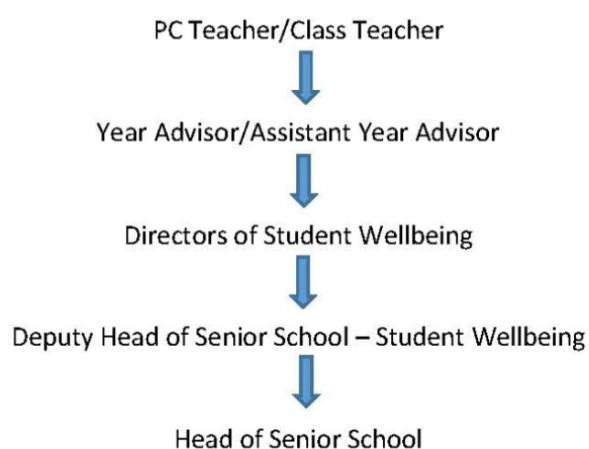 PC Teacher/Class Teacher
Year Advisor/Assistant Year Advisor
Directors of Student Wellbeing
Deputy Head of Senior School – Student Wellbeing
Head of Senior School